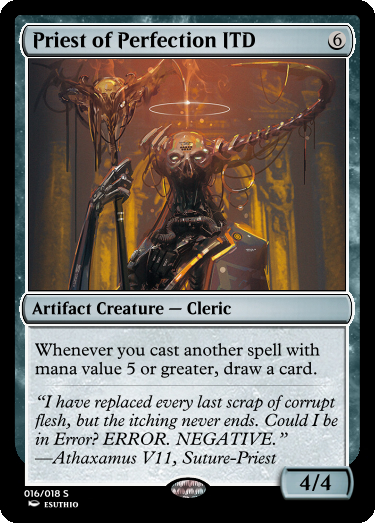 Priest of Perfection ITD 6
Artifact Creature — Cleric
Whenever you cast another spell with
mana value 5 or greater, draw a card.
“I have replaced every last scrap of corrupt
flesh, but the itching never ends. Could I be
in Error? ERROR. NEGATIVE.”
—Athaxamus V11, Suture-Priest
4/4
016/018 S
ESUTHIO